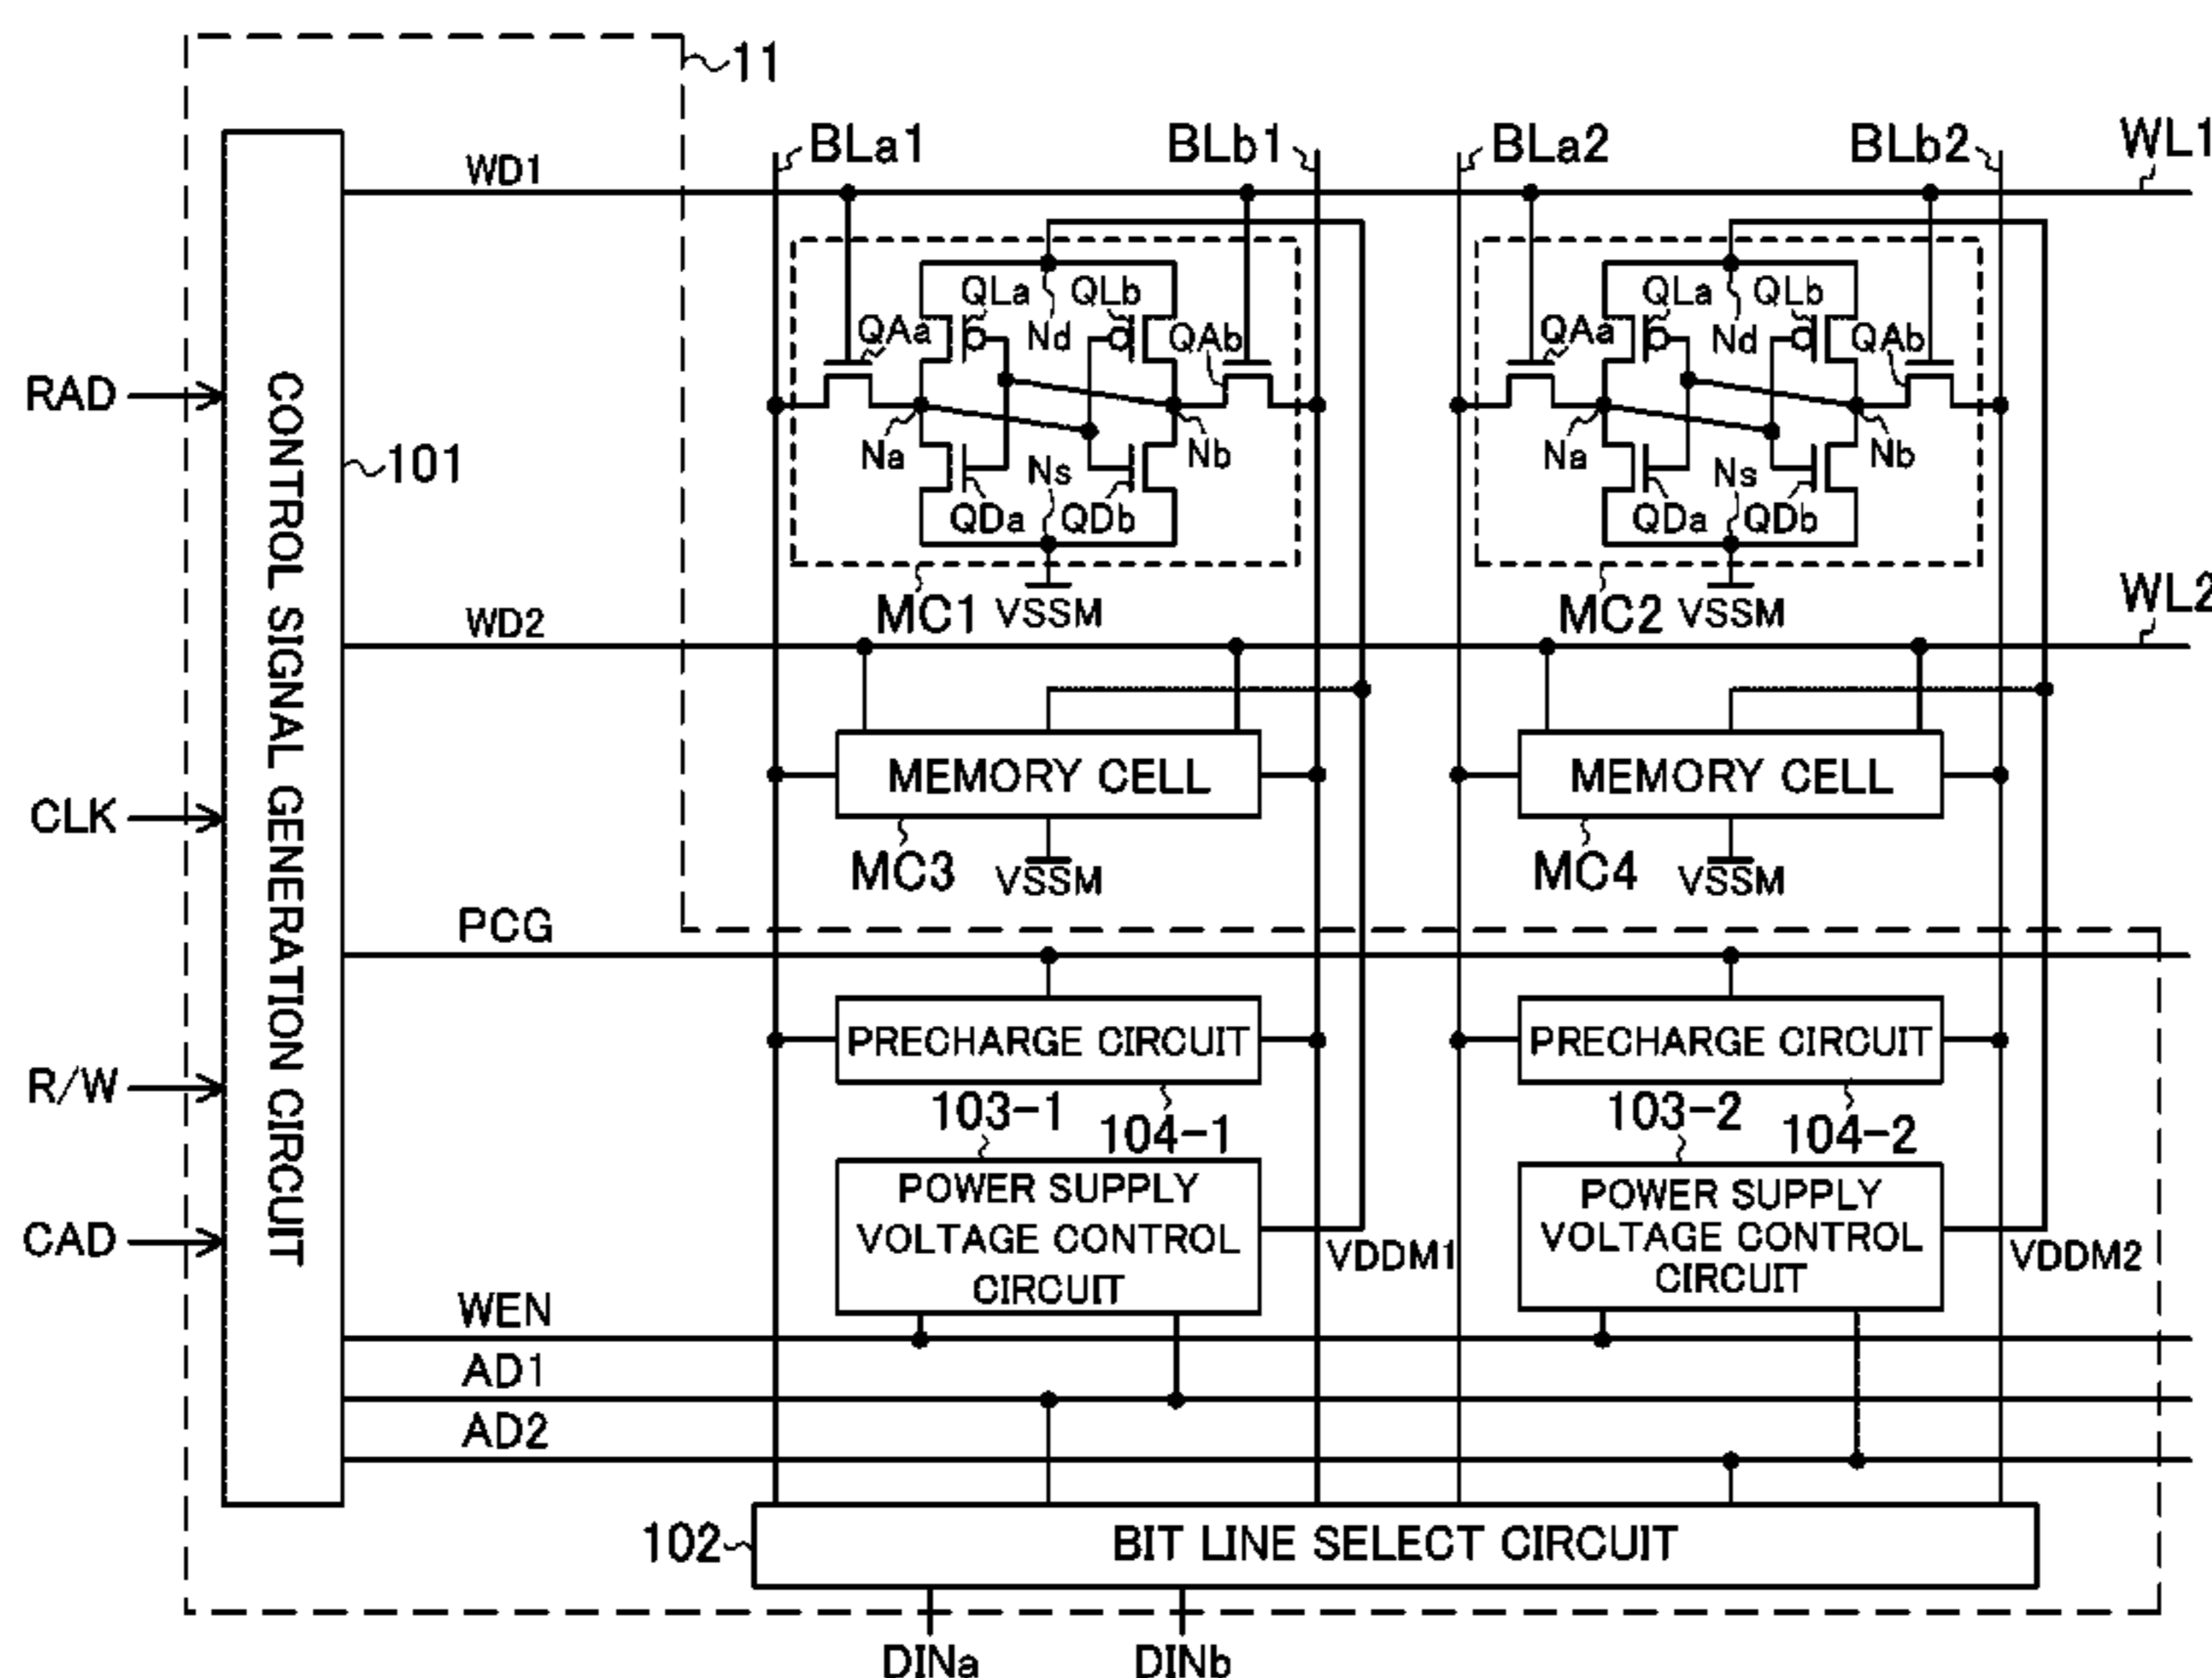 11
BLa1
BLb1
BLa2
BLb2
WL1
WD1
QLa
QLb
QAa
Nd
QAb
QLa
QLb
QAa
Nd
QAb
RAD
101
CONTROL SIGNAL GENERATION CIRCUIT
Na
Ns
Nb
QDa
QDb
Na
Ns
Nb
QDa
QDb
MC1
VSSM
MC2
VSSM
WL2
WD2
CLK
MEMORY CELL
MEMORY CELL
MC3
VSSM
MC4
VSSM
PCG
PRECHARGE CIRCUIT
PRECHARGE CIRCUIT
R/W
103-1
104-1
103-2
104-2
CAD
POWER SUPPLY
VOLTAGE CONTROL
CIRCUIT
VDDM1
POWER SUPPLY
VOLTAGE CONTROL
CIRCUIT
VDDM2
WEN
AD1
AD2
102
BIT LINE SELECT CIRCUIT
DINa
DINb